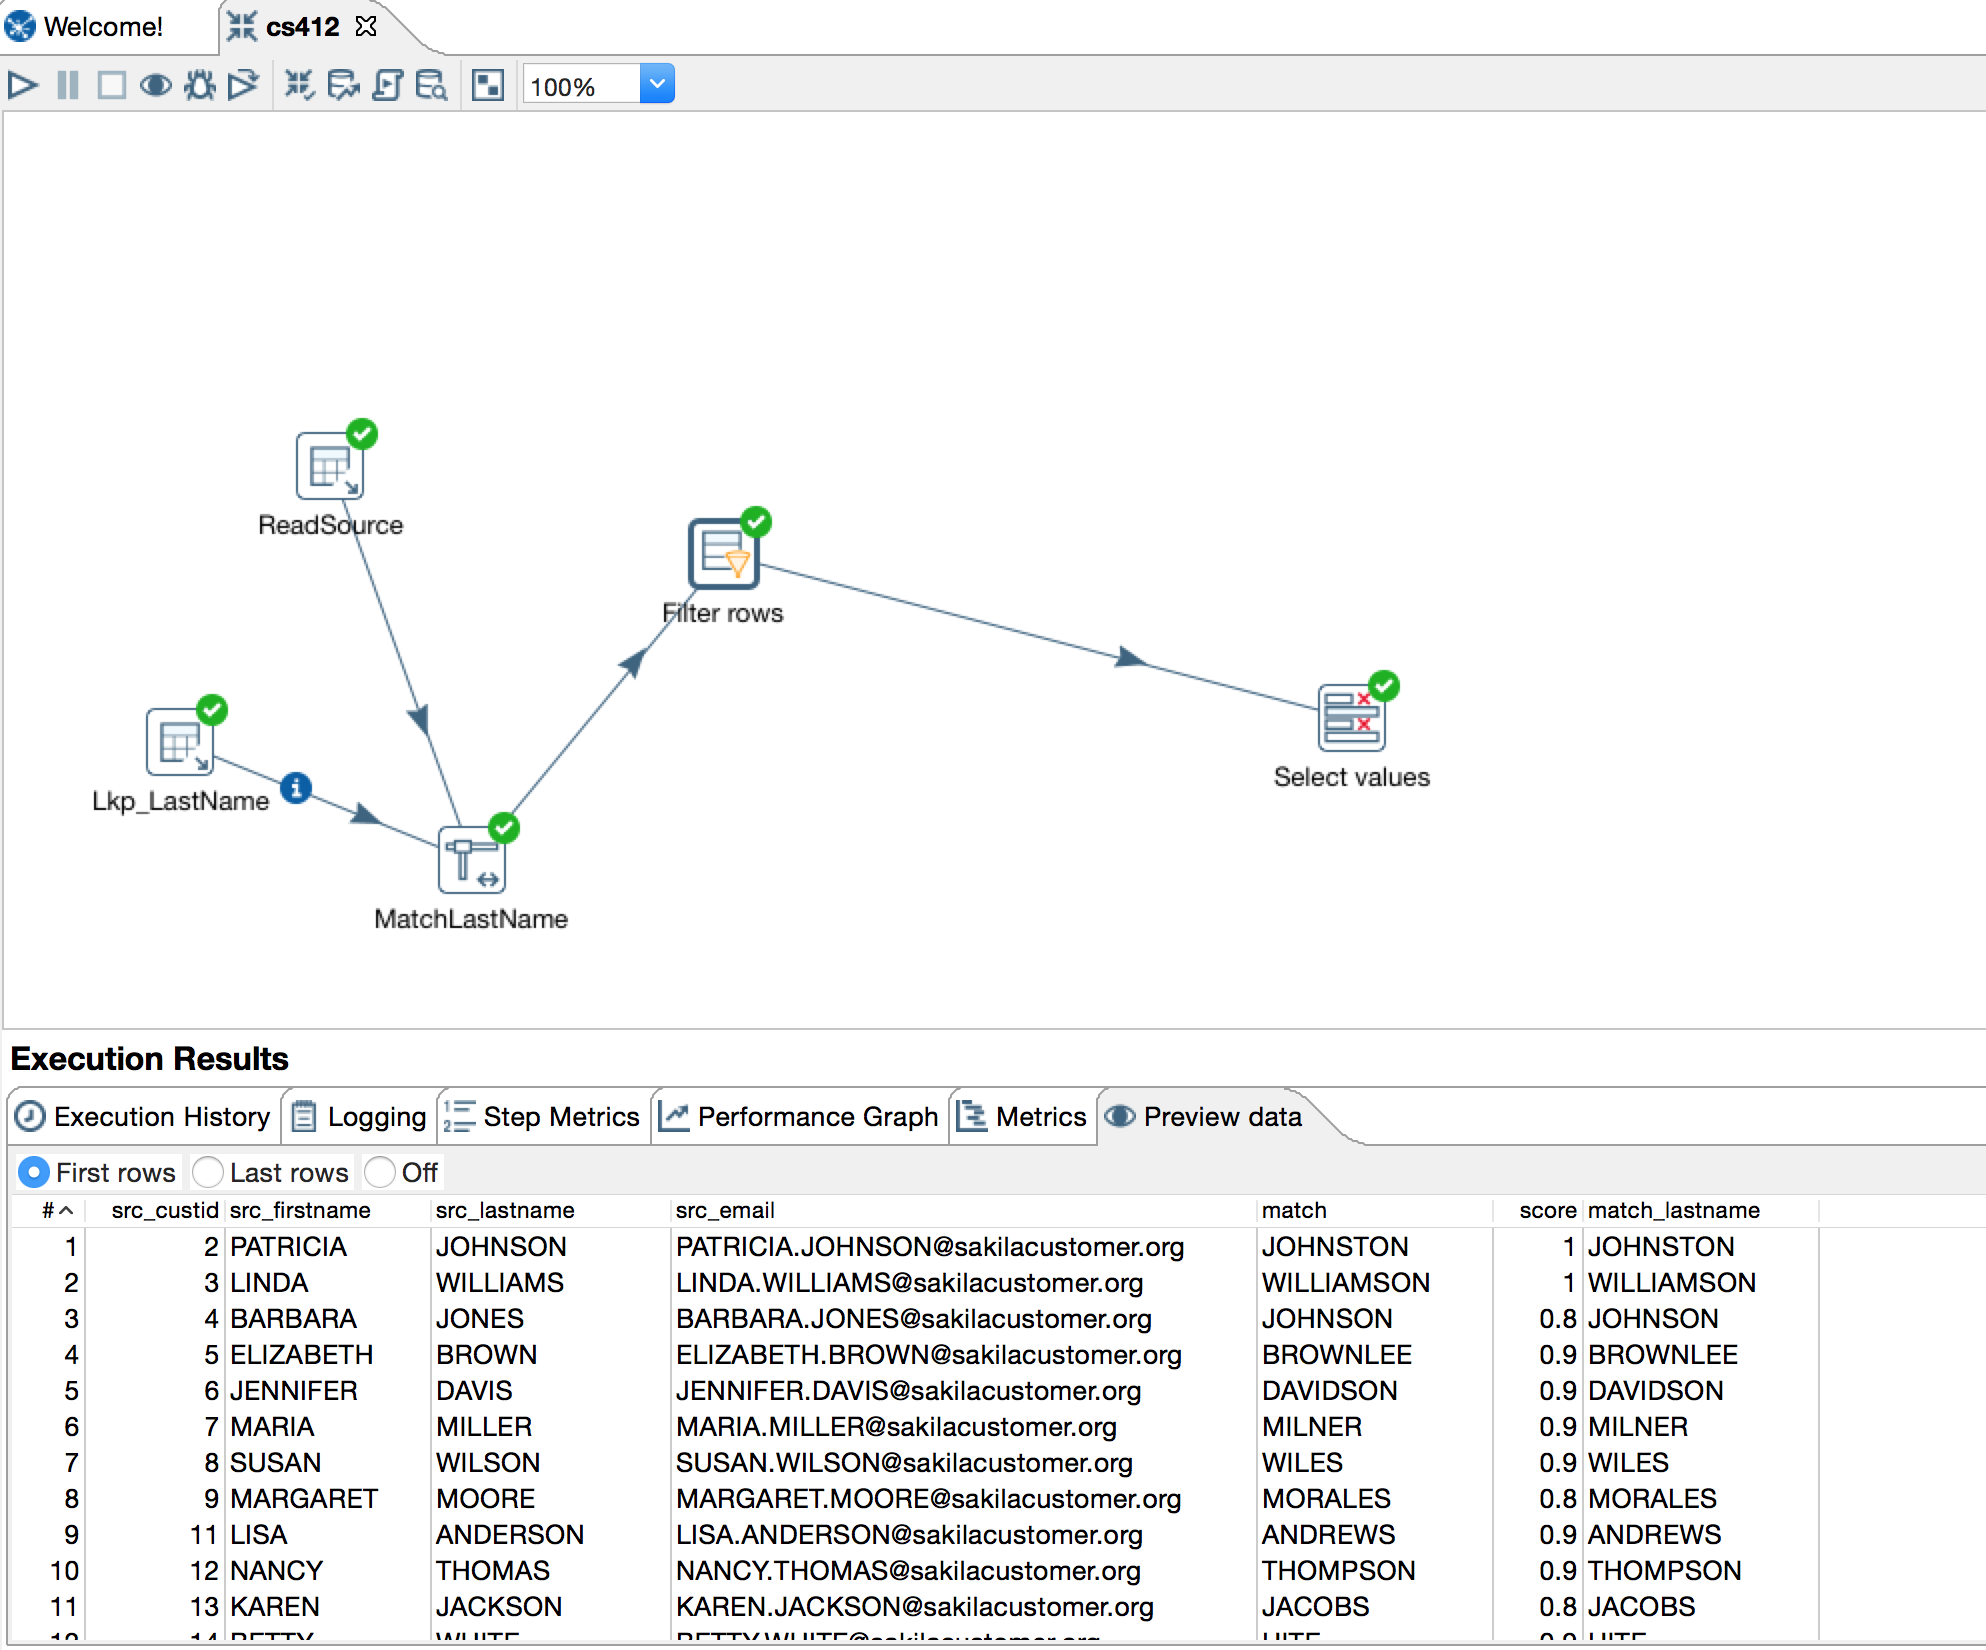 Welcome! cs412
100%
ReadSource
Filter rows
Select values
Lkp_LastName
MatchLastName
Execution Results
Execution History Logging Step Metrics Performance Graph Metrics Preview data
First rows Last rows Off
# src_custid src_firstname src_lastname src_email match score match_lastname
1 2 PATRICIA JOHNSON PATRICIA.JOHNSON@sakilacustomer.org JOHNSTON 1 JOHNSTON
2 3 LINDA WILLIAMS LINDA.WILLIAMS@sakilacustomer.org WILLIAMSON 1 WILLIAMSON
3 4 BARBARA JONES BARBARA.JONES@sakilacustomer.org JOHNSON 0.8 JOHNSON
4 5 ELIZABETH BROWN ELIZABETH.BROWN@sakilacustomer.org BROWNLEE 0.9 BROWNLEE
5 6 JENNIFER DAVIS JENNIFER.DAVIS@sakilacustomer.org DAVIDSON 0.9 DAVIDSON
6 7 MARIA MILLER MARIA.MILLER@sakilacustomer.org MILNER 0.9 MILNER
7 8 SUSAN WILSON SUSAN.WILSON@sakilacustomer.org WILES 0.9 WILES
8 9 MARGARET MOORE MARGARET.MOORE@sakilacustomer.org MORALES 0.8 MORALES
9 11 LISA ANDERSON LISA.ANDERSON@sakilacustomer.org ANDREWS 0.9 ANDREWS
10 12 NANCY THOMAS NANCY.THOMAS@sakilacustomer.org THOMPSON 0.9 THOMPSON
11 13 KAREN JACKSON KAREN.JACKSON@sakilacustomer.org JACOBS 0.8 JACOBS